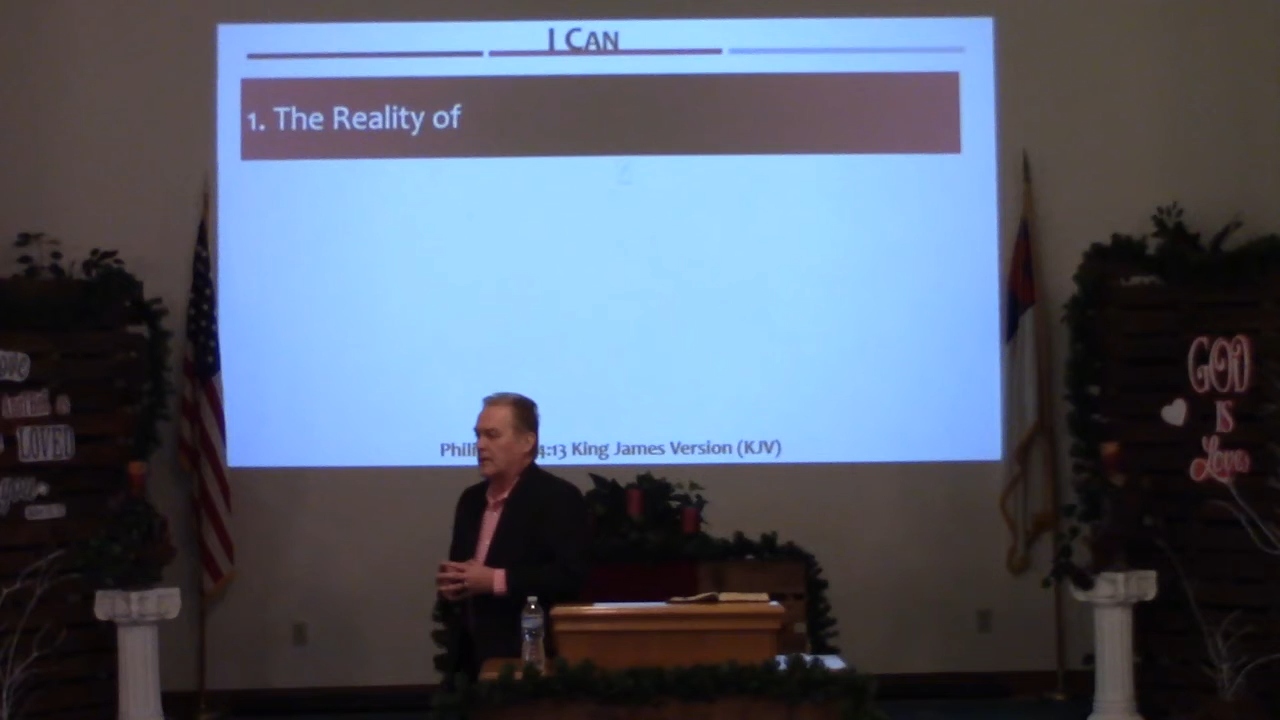 I CAN
1. The Reality of
4:13 King James Version (KJV)
LOVED
GOD
IS
Love